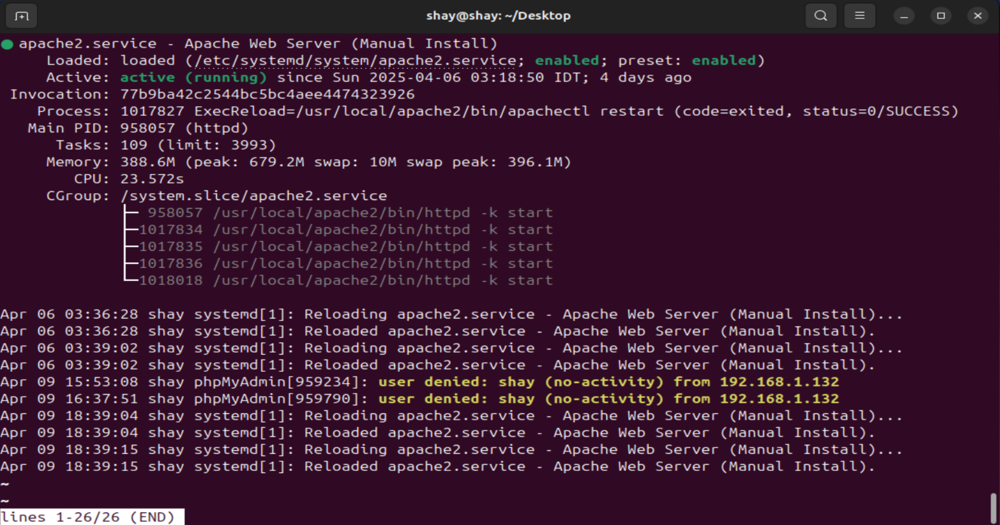 shay@shay: ~/Desktop
● apache2.service - Apache Web Server (Manual Install)
     Loaded: loaded (/etc/systemd/system/apache2.service; enabled; preset: enabled)
     Active: active (running) since Sun 2025-04-06 03:18:50 IDT; 4 days ago
 Invocation: 77b9ba42c2544bc5bc4aee4474323926
    Process: 1017827 ExecReload=/usr/local/apache2/bin/apachectl restart (code=exited, status=0/SUCCESS)
   Main PID: 958057 (httpd)
      Tasks: 109 (limit: 3993)
     Memory: 388.6M (peak: 679.2M swap: 10M swap peak: 396.1M)
        CPU: 23.572s
     CGroup: /system.slice/apache2.service
             ├─ 958057 /usr/local/apache2/bin/httpd -k start
             ├─1017834 /usr/local/apache2/bin/httpd -k start
             ├─1017835 /usr/local/apache2/bin/httpd -k start
             ├─1017836 /usr/local/apache2/bin/httpd -k start
             └─1018018 /usr/local/apache2/bin/httpd -k start

Apr 06 03:36:28 shay systemd[1]: Reloading apache2.service - Apache Web Server (Manual Install)...
Apr 06 03:36:28 shay systemd[1]: Reloaded apache2.service - Apache Web Server (Manual Install).
Apr 06 03:39:02 shay systemd[1]: Reloading apache2.service - Apache Web Server (Manual Install)...
Apr 06 03:39:02 shay systemd[1]: Reloaded apache2.service - Apache Web Server (Manual Install).
Apr 09 15:53:08 shay phpMyAdmin[959234]: user denied: shay (no-activity) from 192.168.1.132
Apr 09 16:37:51 shay phpMyAdmin[959790]: user denied: shay (no-activity) from 192.168.1.132
Apr 09 18:39:04 shay systemd[1]: Reloading apache2.service - Apache Web Server (Manual Install)...
Apr 09 18:39:04 shay systemd[1]: Reloaded apache2.service - Apache Web Server (Manual Install).
Apr 09 18:39:15 shay systemd[1]: Reloading apache2.service - Apache Web Server (Manual Install)...
Apr 09 18:39:15 shay systemd[1]: Reloaded apache2.service - Apache Web Server (Manual Install).
~
~
lines 1-26/26 (END)